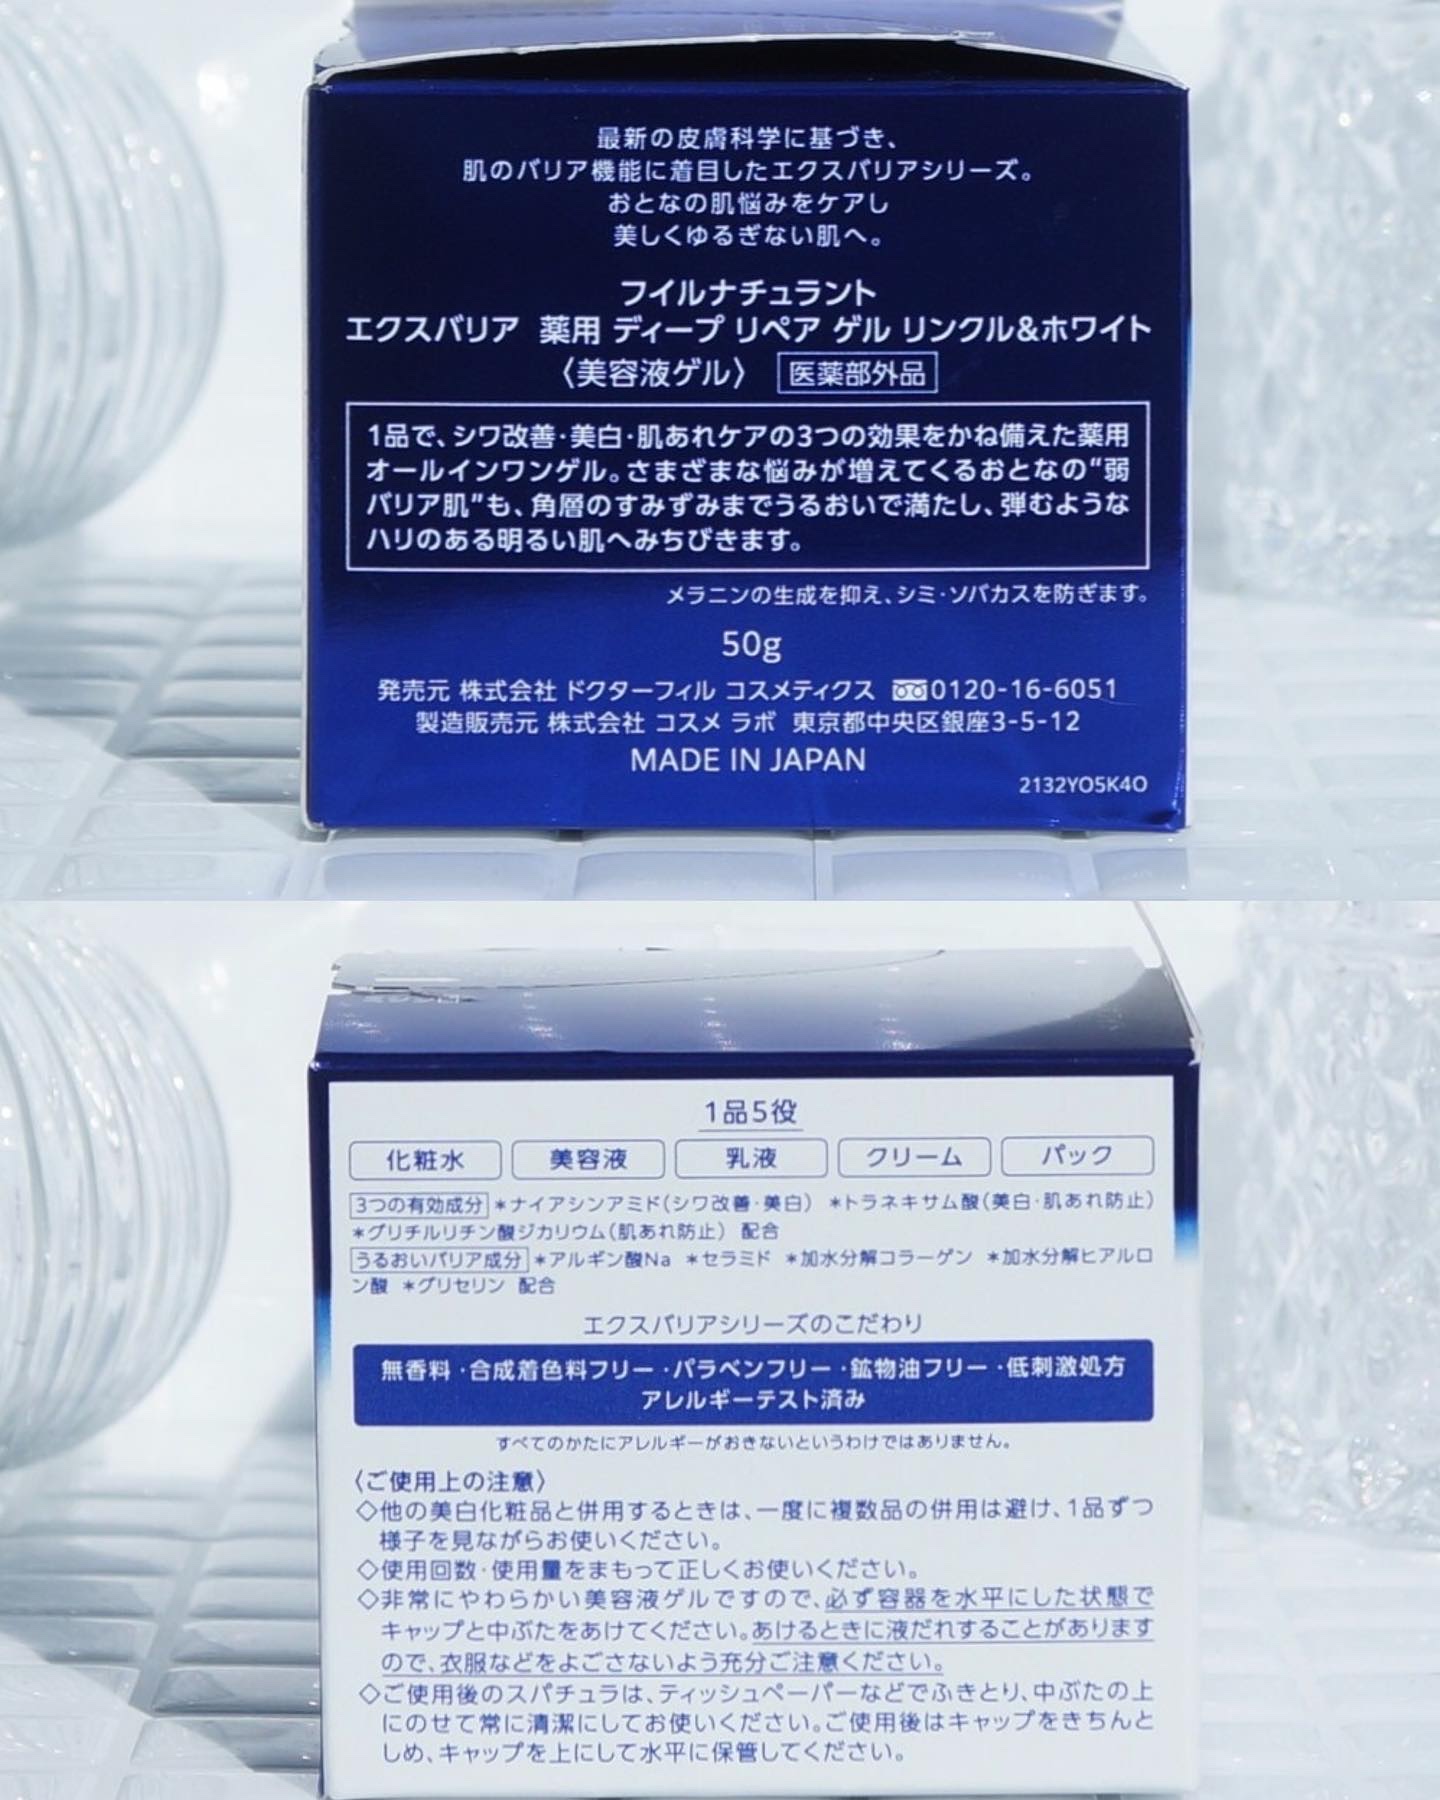 最新の皮膚科学に基づき、
肌のバリア機能に着目したエクスバリアシリーズ。
おとなの肌悩みをケアし
美しくゆるぎない肌へ。
フイルナチュラント
エクスバリア 薬用 ディープ リペア ゲル リンクル&ホワイト
〈美容液ゲル〉 医薬部外品
1品で、シワ改善・美白・肌あれケアの3つの効果をかね備えた薬用
オールインワンゲル。さまざまな悩みが増えてくるおとなの“弱
バリア肌”も、角層のすみずみまでうるおいで満たし、弾むような
ハリのある明るい肌へみちびきます。
メラニンの生成を抑え、シミ・ソバカスを防ぎます。
50g
発売元 株式会社 ドクターフィル コスメティクス 0120-16-6051
製造販売元 株式会社 コスメ ラボ 東京都中央区銀座3-5-12
MADE IN JAPAN
2132YO5K4O
1品5役
化粧水 美容液 乳液 クリーム パック
3つの有効成分 *ナイアシンアミド(シワ改善・美白) *トラネキサム酸(美白・肌あれ防止)
*グリチルリチン酸ジカリウム(肌あれ防止) 配合
うるおいバリア成分 *アルギン酸Na *セラミド *加水分解コラーゲン *加水分解ヒアルロ
ン酸 *グリセリン 配合
エクスバリアシリーズのこだわり
無香料・合成着色料フリー・パラベンフリー・鉱物油フリー・低刺激処方
アレルギーテスト済み
すべてのかたにアレルギーがおきないというわけではありません。
〈ご使用上の注意〉
◇他の美白化粧品と併用するときは、一度に複数品の併用は避け、1品ずつ
様子を見ながらお使いください。
◇使用回数・使用量をまもって正しくお使いください。
◇非常にやわらかい美容液ゲルですので、必ず容器を水平にした状態で
キャップと中ぶたをあけてください。あけるときに液だれすることがあります
ので、衣服などをよごさないよう充分ご注意ください。
◇ご使用後のスパチュラは、ティッシュペーパーなどでふきとり、中ぶたの上
にのせて常に清潔にしてお使いください。ご使用後はキャップをきちんと
しめ、キャップを上にして水平に保管してください。